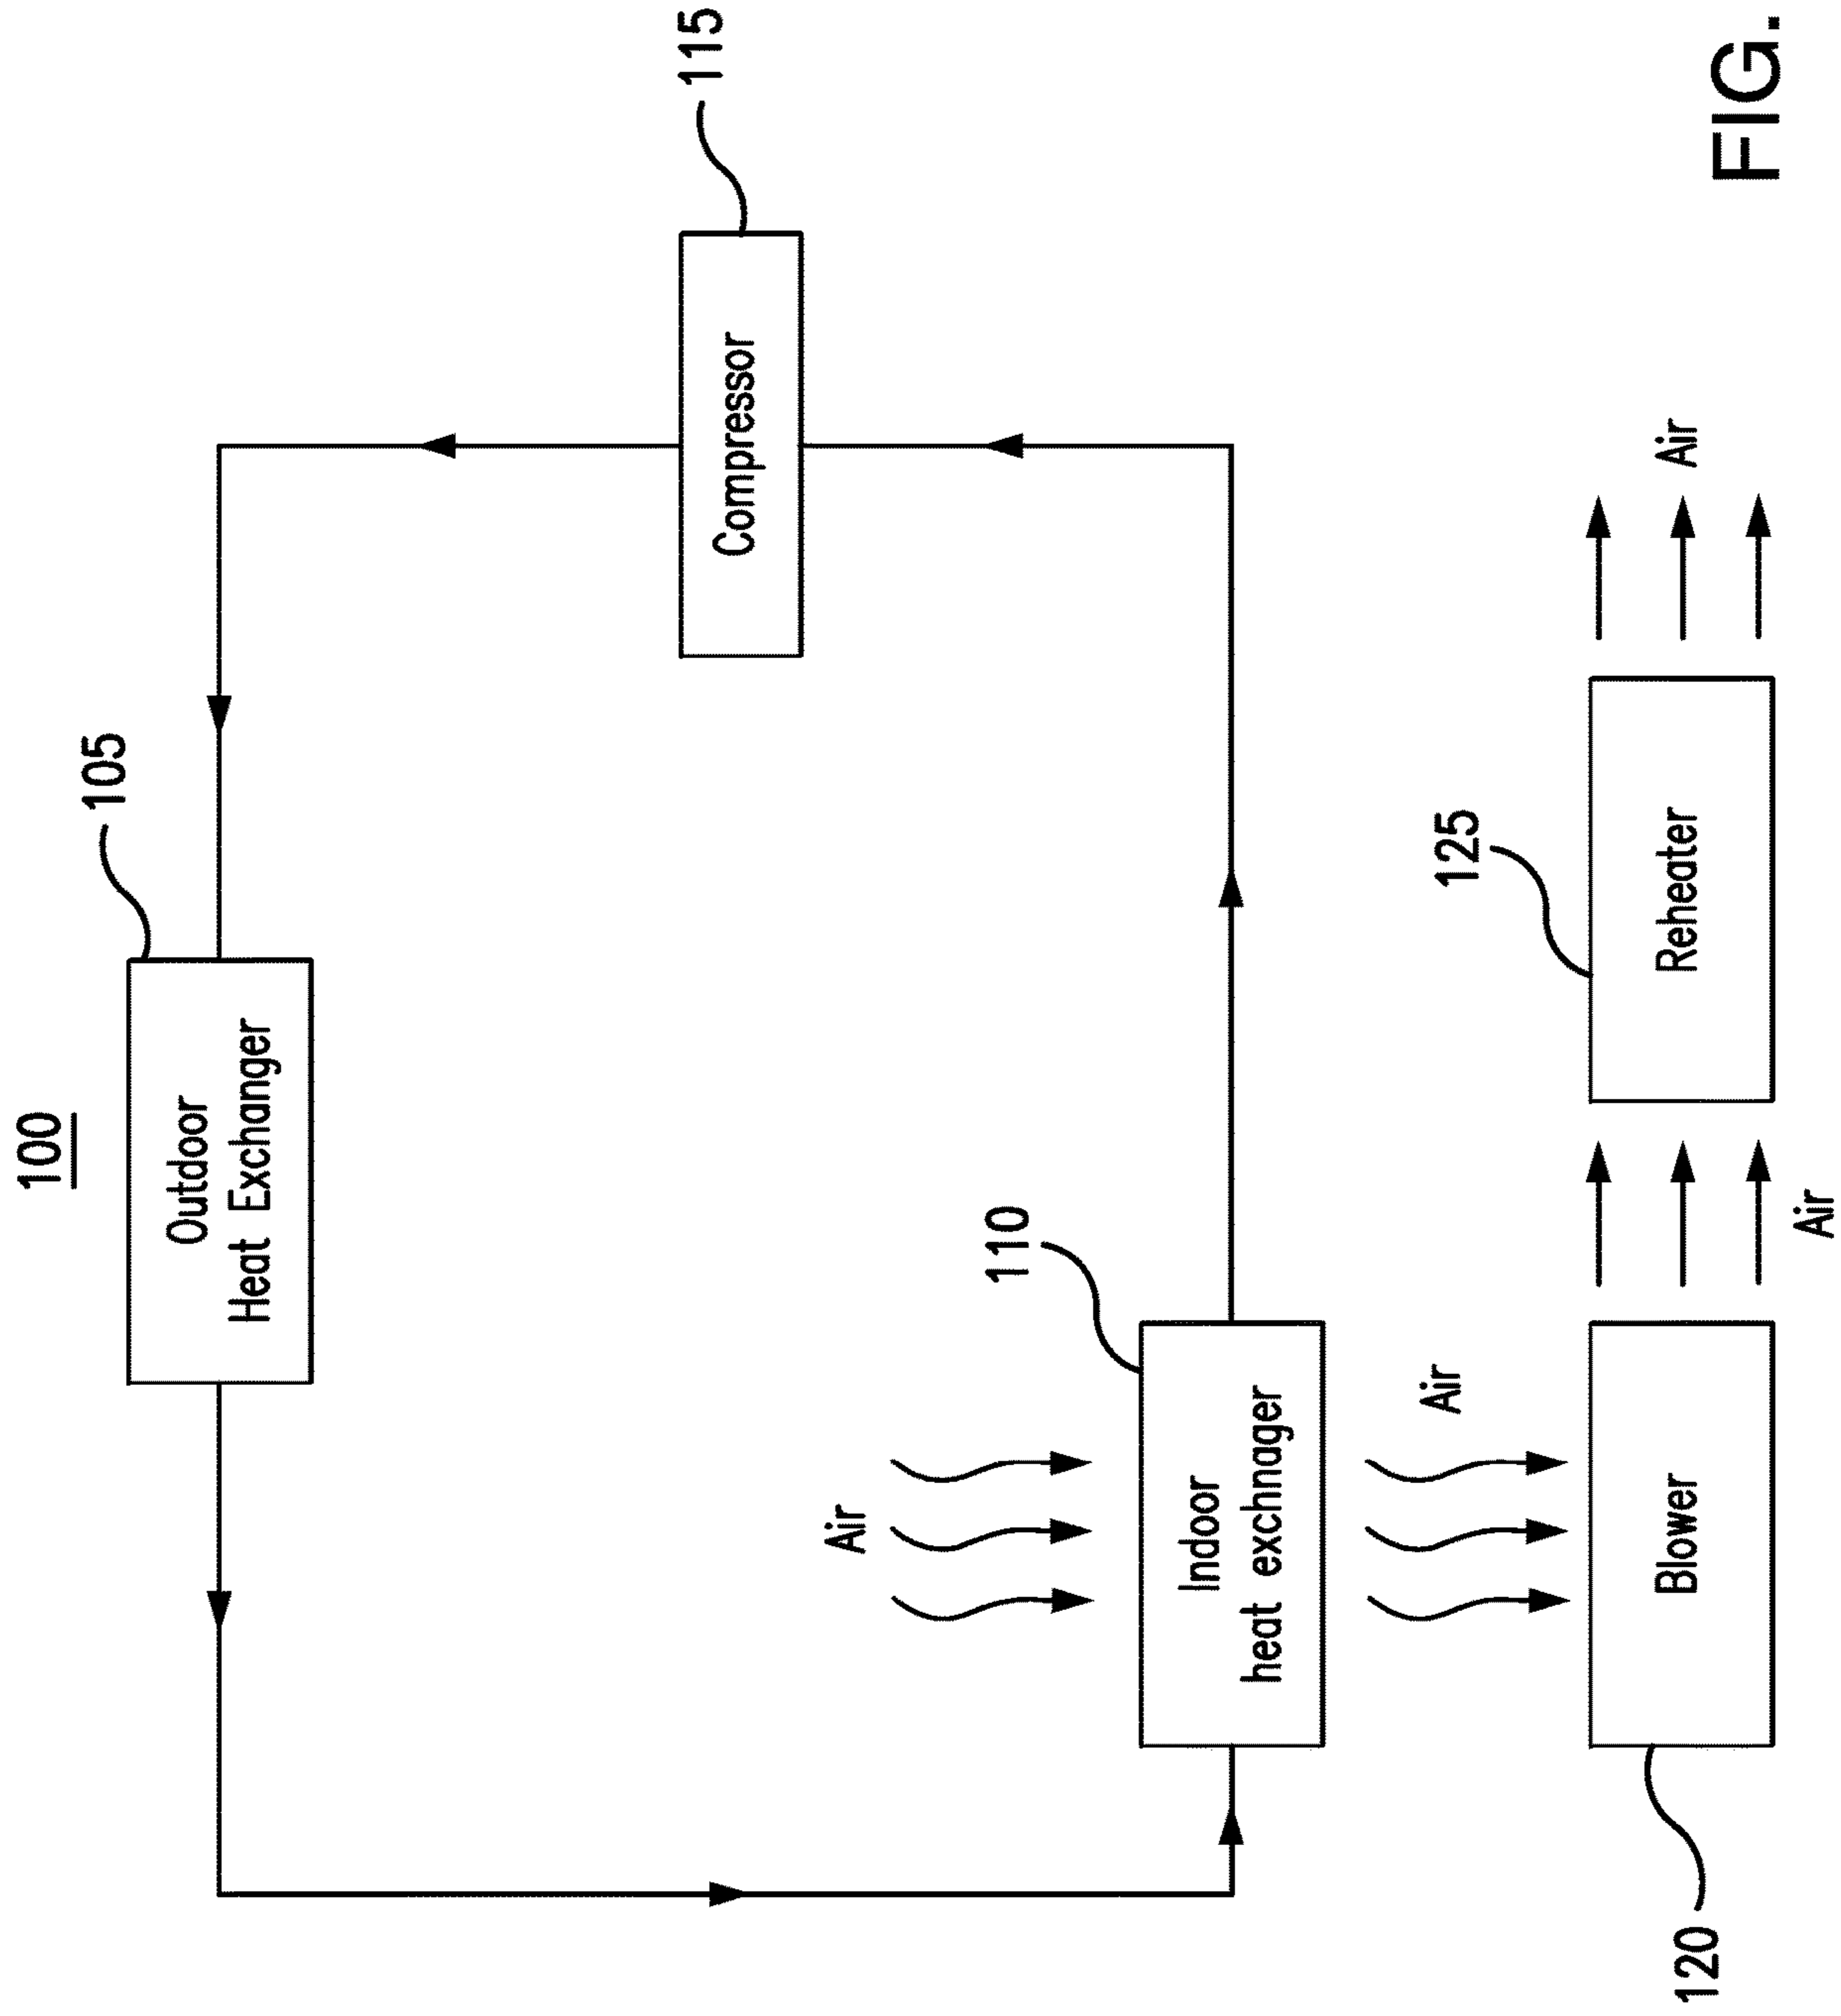 100
105
Outdoor
Heat Exchanger
115
Compressor
Air
110
Indoor
heat exchnager
Air
125
120
Blower
Air
Reheater
Air
FIG.